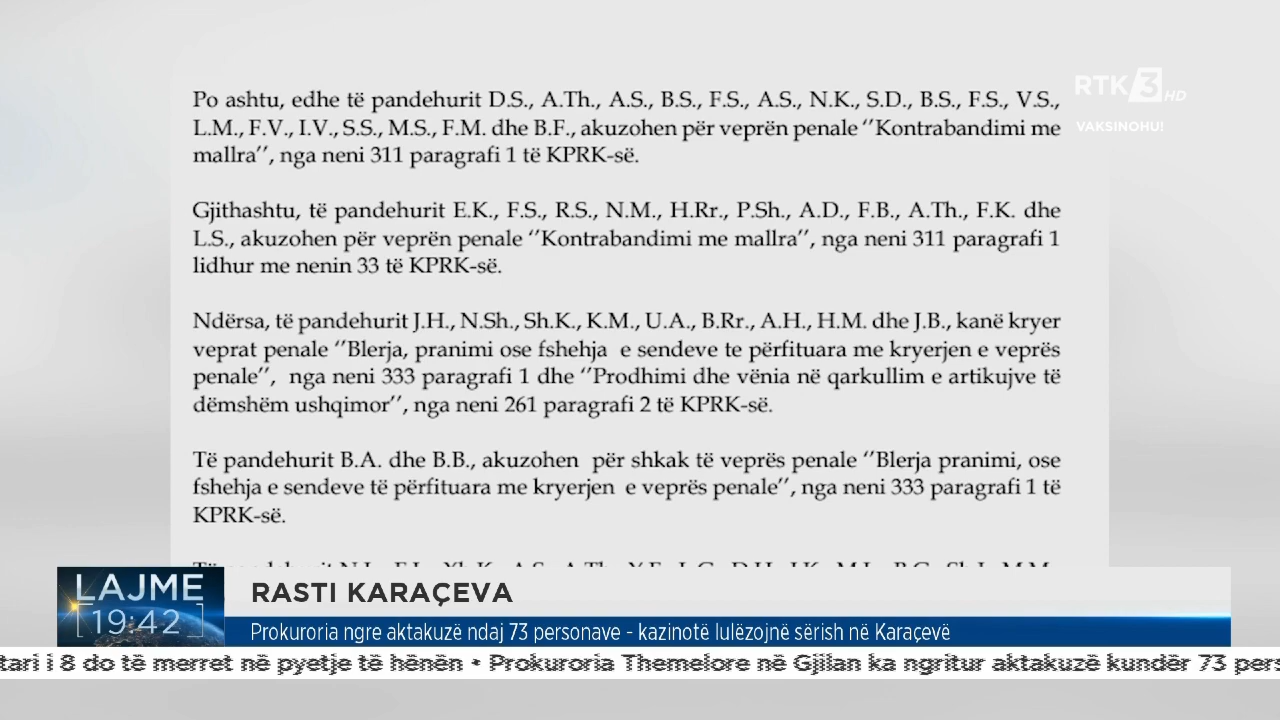 RTK 3 HD
VAKSINOHU!
Po ashtu, edhe të pandehurit D.S., A.Th., A.S., B.S., F.S., A.S., N.K., S.D., B.S., F.S., V.S.,
L.M., F.V., I.V., S.S., M.S., F.M. dhe B.F., akuzohen për veprën penale ‘’Kontrabandimi me
mallra’’, nga neni 311 paragrafi 1 të KPRK-së.
Gjithashtu, të pandehurit E.K., F.S., R.S., N.M., H.Rr., P.Sh., A.D., F.B., A.Th., F.K. dhe
L.S., akuzohen për veprën penale ‘’Kontrabandimi me mallra’’, nga neni 311 paragrafi 1
lidhur me nenin 33 të KPRK-së.
Ndërsa, të pandehurit J.H., N.Sh., Sh.K., K.M., U.A., B.Rr., A.H., H.M. dhe J.B., kanë kryer
veprat penale ‘’Blerja, pranimi ose fshehja e sendeve te përfituara me kryerjen e veprës
penale’’, nga neni 333 paragrafi 1 dhe ‘’Prodhimi dhe vënia në qarkullim e artikujve të
dëmshëm ushqimor’’, nga neni 261 paragrafi 2 të KPRK-së.
Të pandehurit B.A. dhe B.B., akuzohen për shkak të veprës penale ‘’Blerja pranimi, ose
fshehja e sendeve të përfituara me kryerjen e veprës penale’’, nga neni 333 paragrafi 1 të
KPRK-së.
LAJME
19:42
RASTI KARAÇEVA
Prokuroria ngre aktakuzë ndaj 73 personave - kazinotë lulëzojnë sërish në Karaçevë
tari i 8 do të merret në pyetje të hënën • Prokuroria Themelore në Gjilan ka ngritur aktakuzë kundër 73 pers